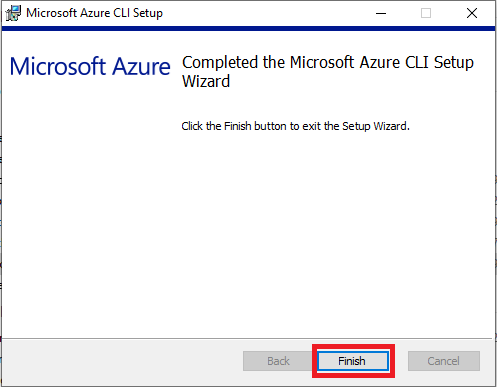 Microsoft Azure CLI Setup
Microsoft Azure
Completed the Microsoft Azure CLI Setup
Wizard
Click the Finish button to exit the Setup Wizard.
Back
Finish
Cancel